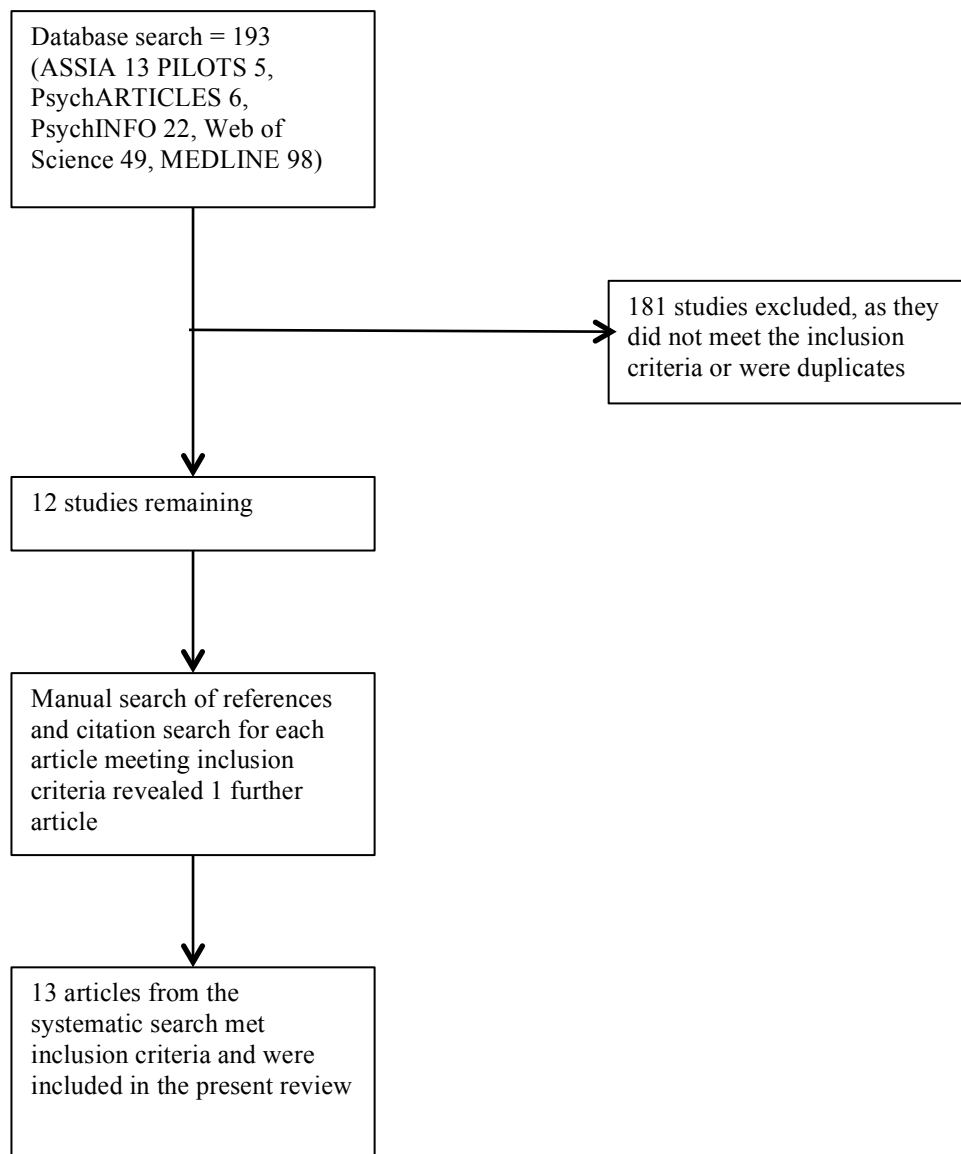 Database search = 193
(ASSIA 13 PILOTS 5,
PsychARTICLES 6,
PsychINFO 22, Web of
Science 49, MEDLINE 98)
181 studies excluded, as they
did not meet the inclusion
criteria or were duplicates
12 studies remaining
Manual search of references
and citation search for each
article meeting inclusion
criteria revealed 1 further
article
13 articles from the
systematic search met
inclusion criteria and were
included in the present review